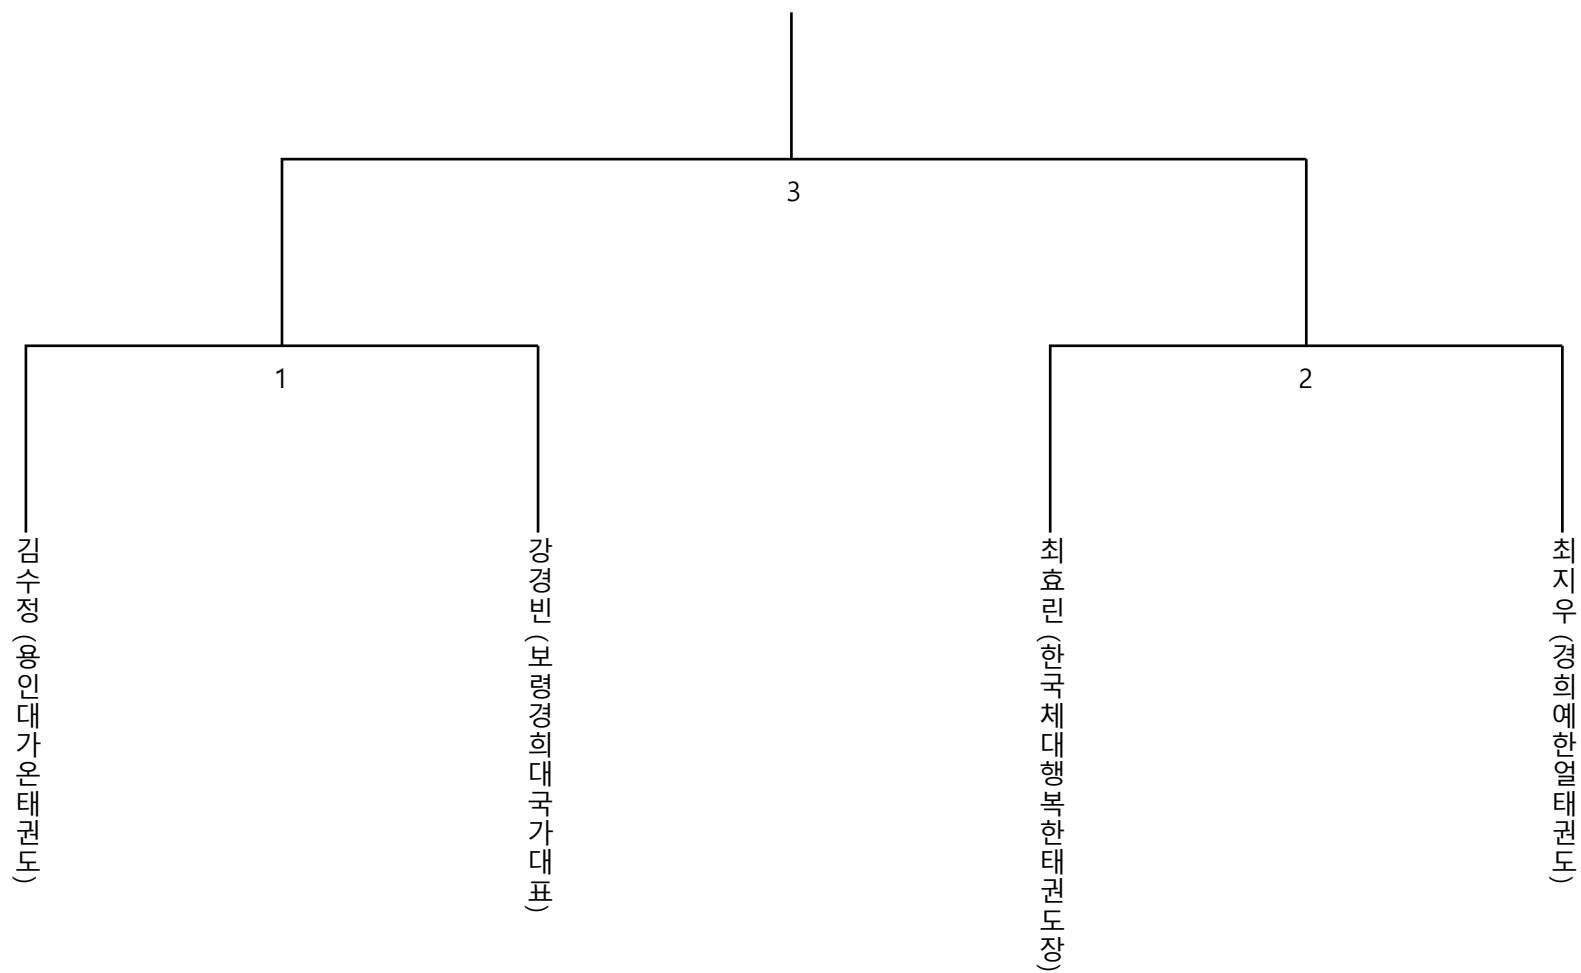 3
1
2
김수정 (용인대가온태권도)
강경빈 (보령경희대국가대표)
최효린 (한국체대행복한태권도장)
최지우 (경희예한얼태권도)